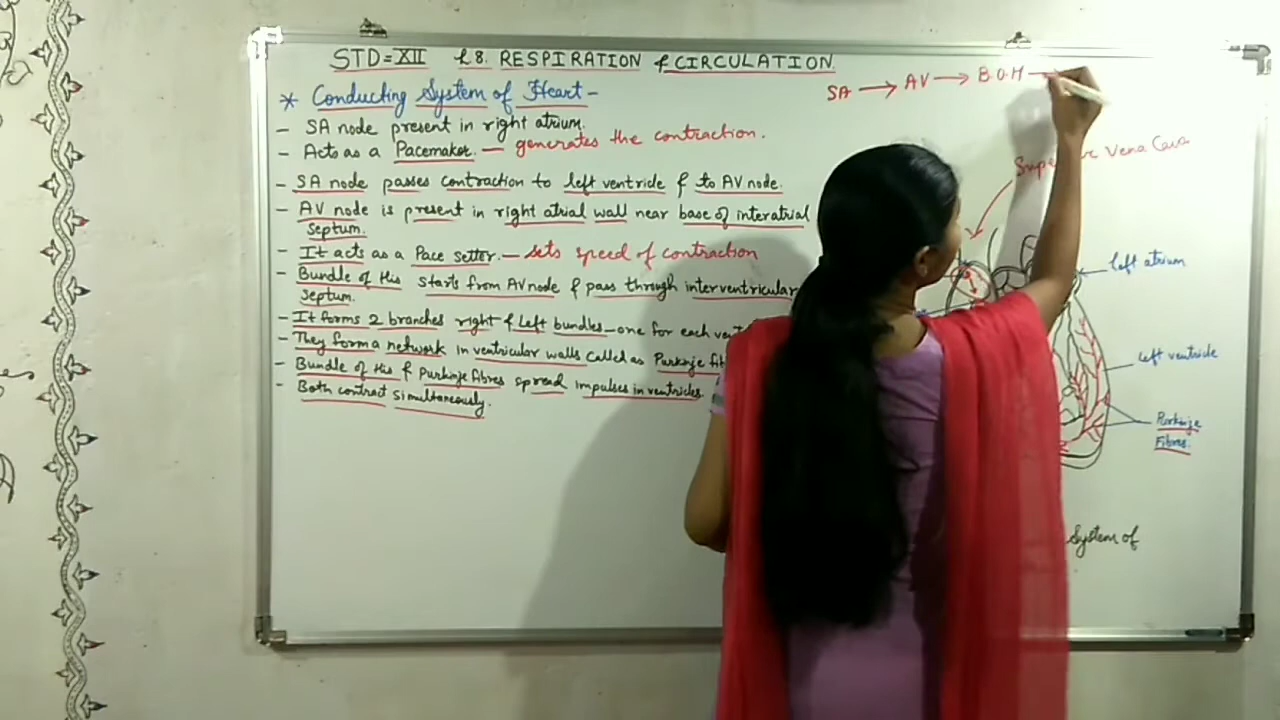 STD = XII & 8. RESPIRATION & CIRCULATION
SA → AV → B.O.H →
* Conducting System of Heart -
- SA node present in right atrium.
- Acts as a Pacemaker. — generates the contraction.
- SA node passes contraction to left ventricle & to AV node.
- AV node is present in right atrial wall near base of interatrial
septum.
- It acts as a Pace setter. — sets speed of contraction
- Bundle of His starts from AV node & pass through interventricular
septum.
- It forms 2 branches right & left bundles — one for each
- They form a network in ventricular walls called as Purkinje
- Bundle of His & Purkinje fibres spread impulses in ventricles.
- Both contract simultaneously.
Vena Cava
left atrium
left ventricle
Purkinje
Fibres.
System of